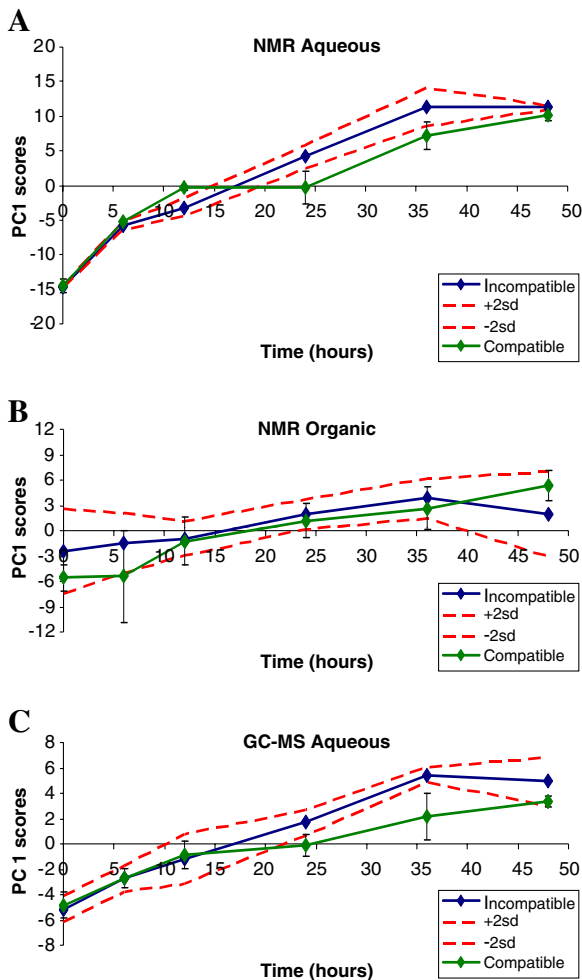 A
NMR Aqueous
PC1 scores
20
15
10
5
0
-5
-10
-15
-20
0 5 10 15 20 25 30 35 40 45 50
Time (hours)
Incompatible
+2sd
-2sd
Compatible
B
NMR Organic
PC1 scores
12
9
6
3
0
-3
-6
-9
-12
0 5 10 15 20 25 30 35 40 45 50
Time (hours)
Incompatible
+2sd
-2sd
Compatible
C
GC-MS Aqueous
PC 1 scores
8
6
4
2
0
-2
-4
-6
-8
0 5 10 15 20 25 30 35 40 45 50
Time (hours)
Incompatible
+2sd
-2sd
Compatible